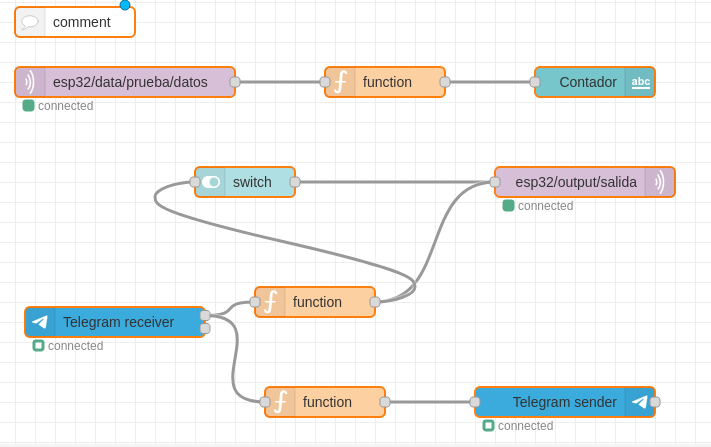 comment
esp32/data/prueba/datos
function
Contador
abc
connected
switch
esp32/output/salida
connected
function
Telegram receiver
connected
function
Telegram sender
connected